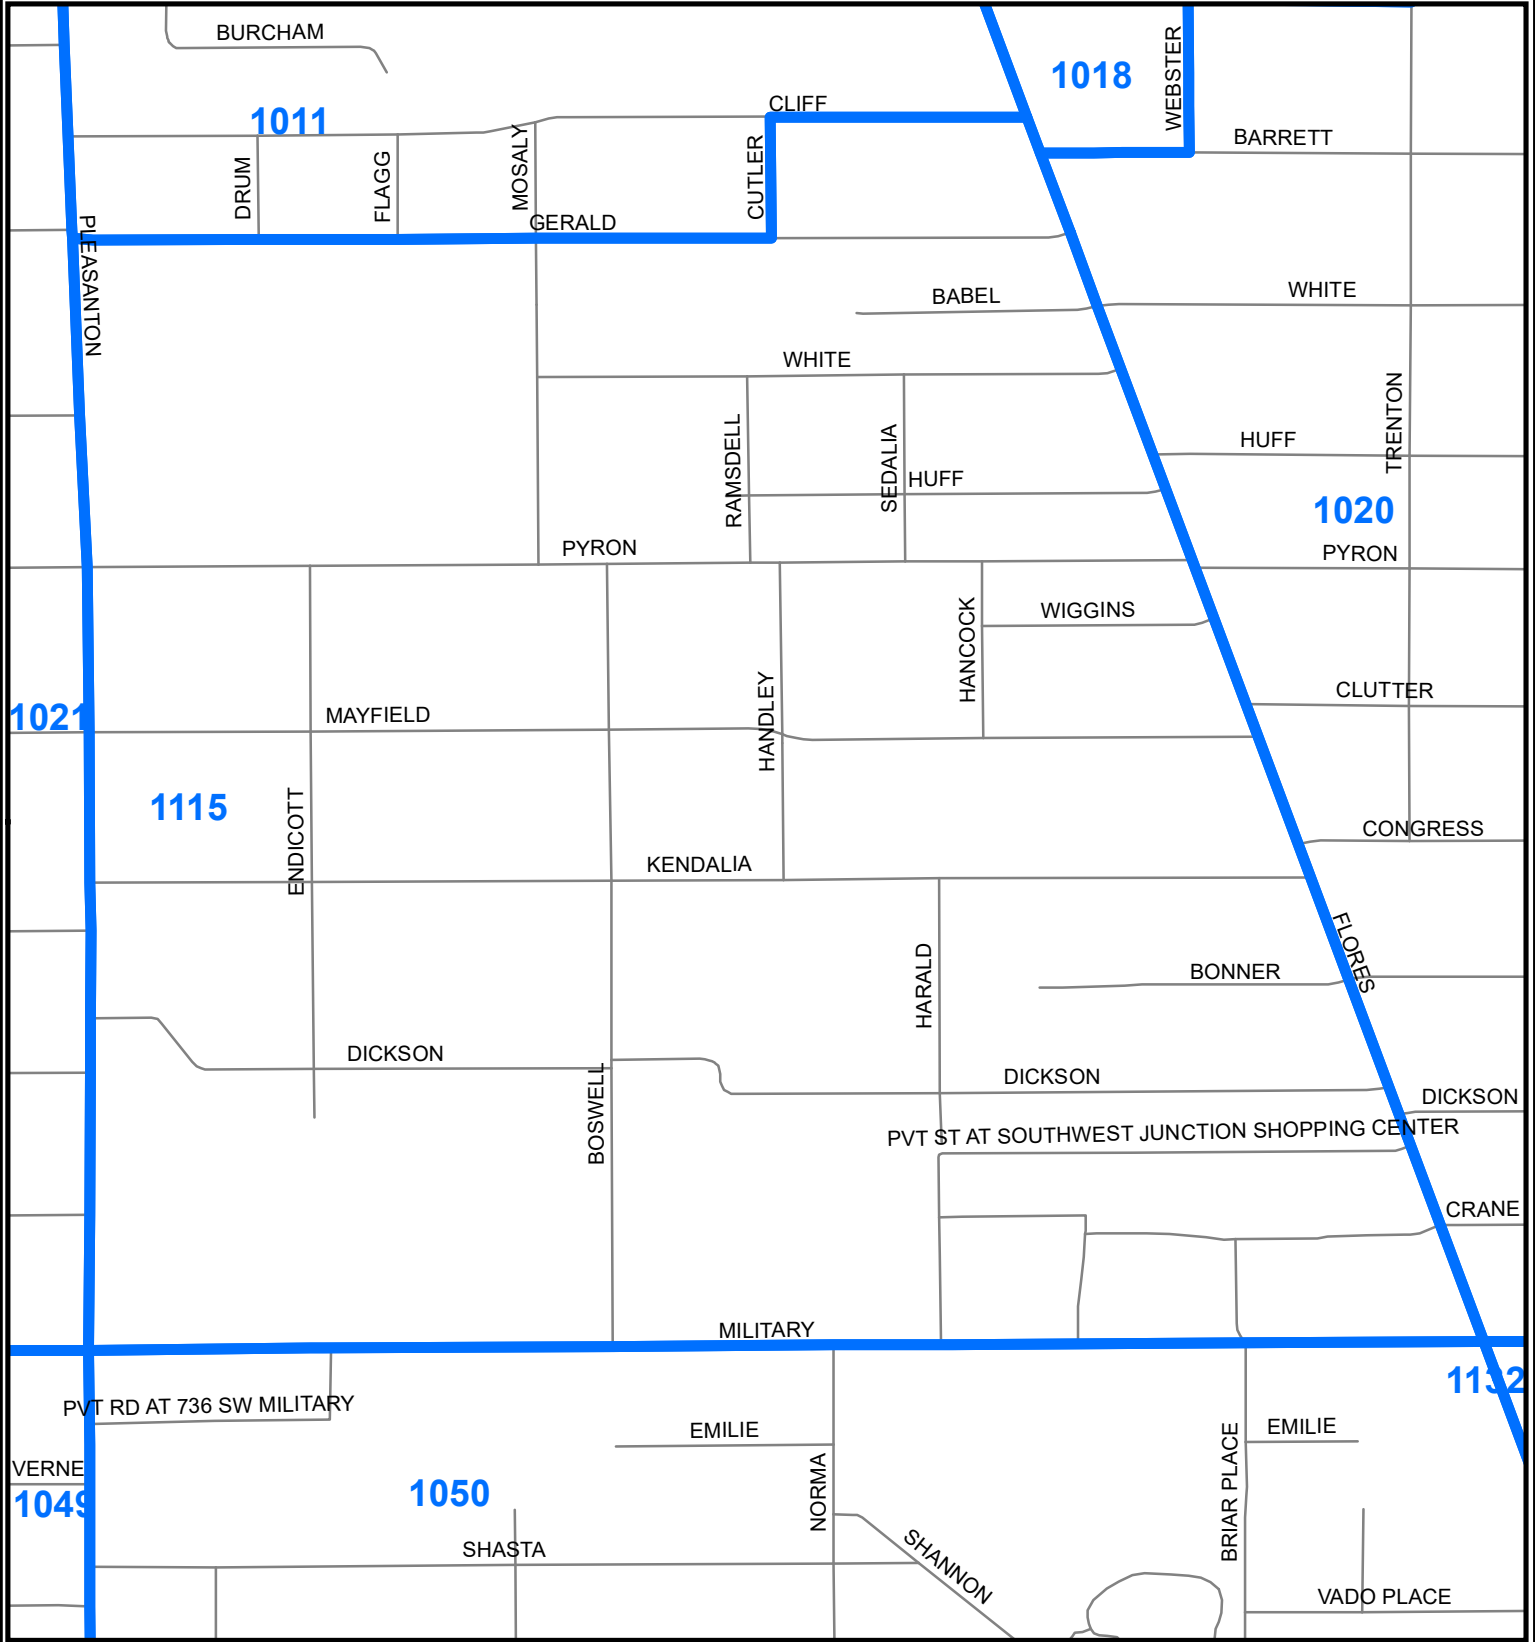 BURCHAM
1018
WEBSTER
CLIFF
1011
BARRETT
DRUM
FLAGG
MOSALY
CUTLER
GERALD
PLEASANTON
BABEL
WHITE
WHITE
TRENTON
RAMSDELL
SEDALIA
HUFF
HUFF
1020
PYRON
PYRON
HANCOCK
WIGGINS
CLUTTER
1021
MAYFIELD
HANDLEY
1115
ENDICOTT
CONGRESS
KENDALIA
FLORES
HARALD
BONNER
DICKSON
DICKSON
DICKSON
BOSWELL
PVT ST AT SOUTHWEST JUNCTION SHOPPING CENTER
CRANE
MILITARY
1132
PVT RD AT 736 SW MILITARY
EMILIE
EMILIE
VERNE
1049
1050
NORMA
BRIAR PLACE
SHASTA
SHANNON
VADO PLACE